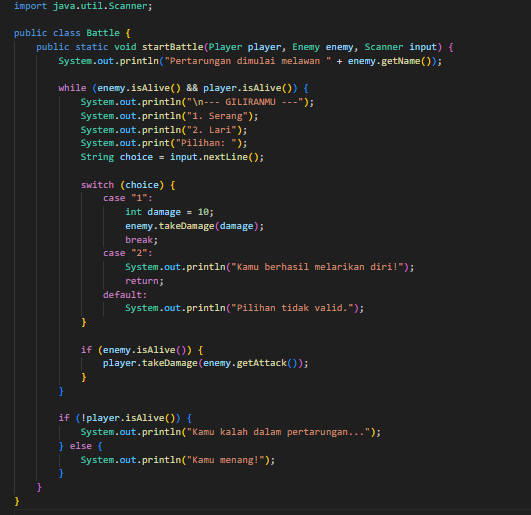 import java.util.Scanner;

public class Battle {
    public static void startBattle(Player player, Enemy enemy, Scanner input) {
        System.out.println("Pertarungan dimulai melawan " + enemy.getName());

        while (enemy.isAlive() && player.isAlive()) {
            System.out.println("\n--- GILIRANMU ---");
            System.out.println("1. Serang");
            System.out.println("2. Lari");
            System.out.print("Pilihan: ");
            String choice = input.nextLine();

            switch (choice) {
                case "1":
                    int damage = 10;
                    enemy.takeDamage(damage);
                    break;
                case "2":
                    System.out.println("Kamu berhasil melarikan diri!");
                    return;
                default:
                    System.out.println("Pilihan tidak valid.");
            }

            if (enemy.isAlive()) {
                player.takeDamage(enemy.getAttack());
            }
        }

        if (!player.isAlive()) {
            System.out.println("Kamu kalah dalam pertarungan...");
        } else {
            System.out.println("Kamu menang!");
        }
    }
}